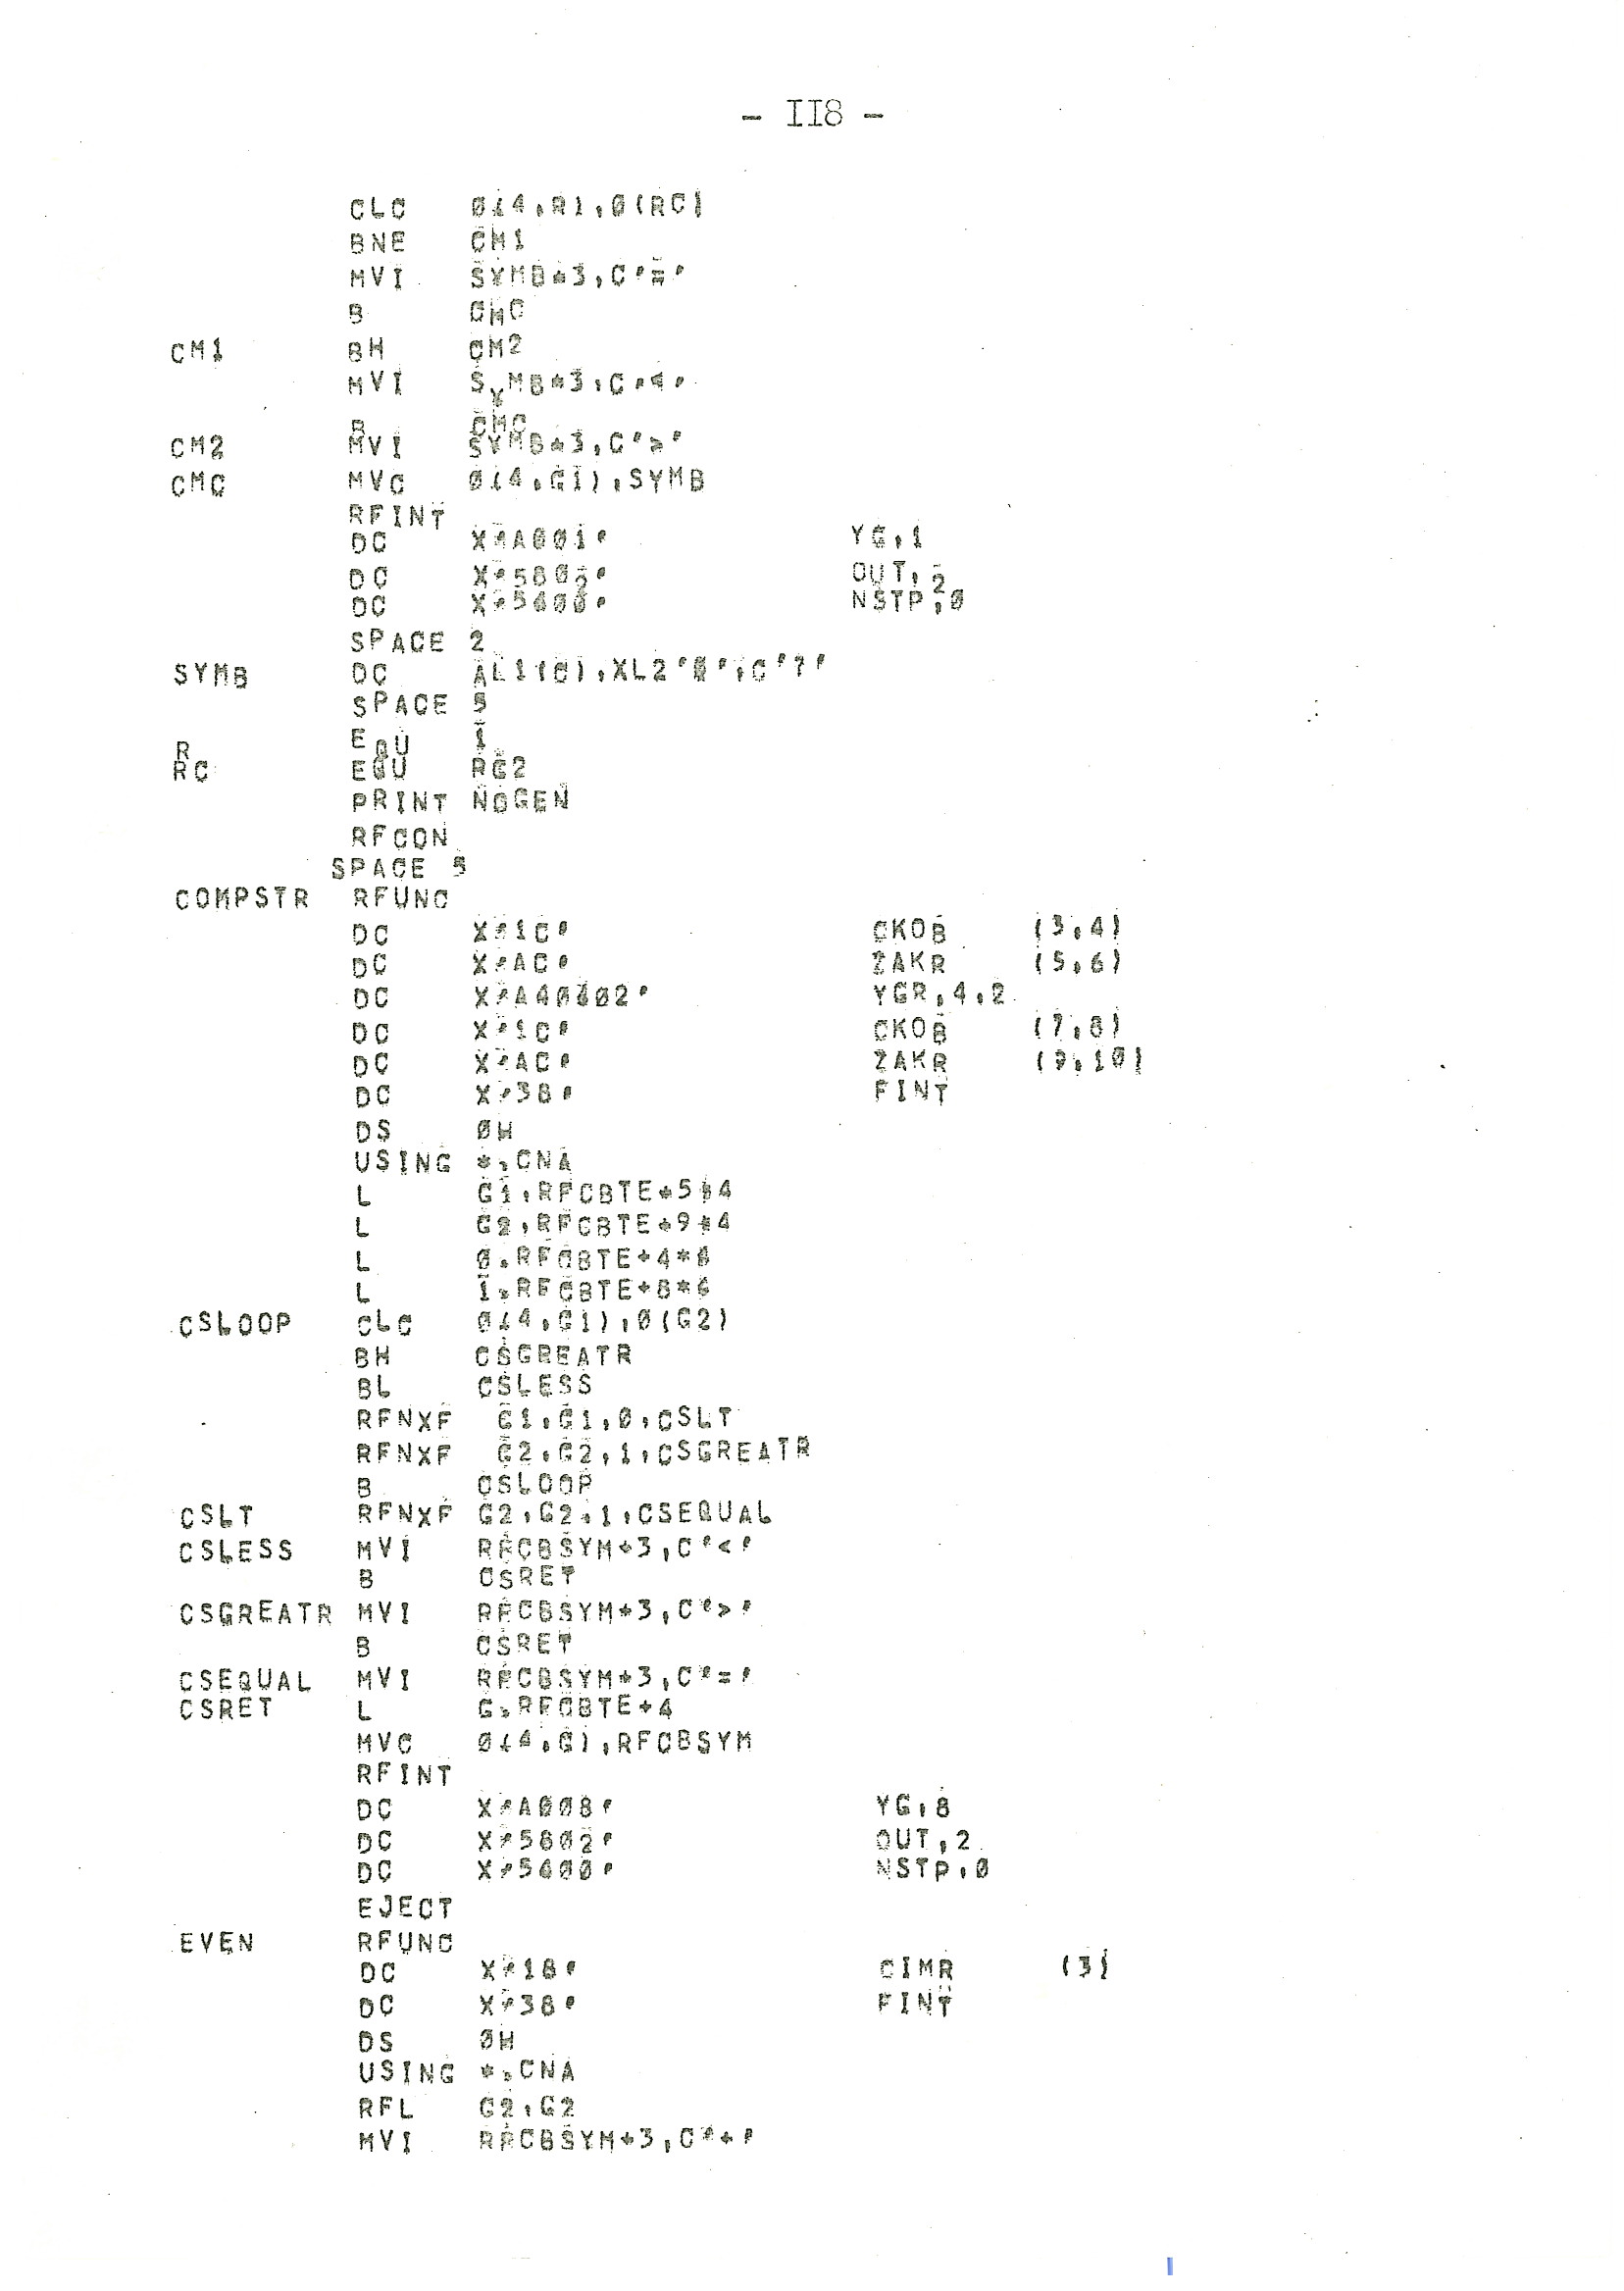 - II8 -
CLC 0(4,R),0(RC)
BNE CM1
MVI SYMB+3,C'='
B CMC
CM1 BH CM2
MVI SYMB+3,C'<'
B CMC
CM2 MVI SYMB+3,C'>'
CMC MVC 0(4,G1),SYMB
RFINT
DC X'A001' YG,1
DC X'5802' OUT,2
DC X'5400' NSTP,0
SPACE 2
SYMB DC AL1(C),XL2'0',C'?'
SPACE 5
R EQU 1
RC EQU RG2
PRINT NOGEN
RFCON
SPACE 5
COMPSTR RFUNC
DC X'1C' CKOB (3,4)
DC X'AC' ZAKR (5,6)
DC X'A40402' YGR,4,2
DC X'1C' CKOB (7,8)
DC X'AC' ZAKR (9,10)
DC X'38' FINT
DS 0H
USING *,CNA
L G1,RFCBTE+5*4
L G2,RFCBTE+9*4
L 0,RFCBTE+4*6
L 1,RFCBTE+8*6
CSLOOP CLC 0(4,G1),0(G2)
BH CSGREATR
BL CSLESS
RFNXF G1,G1,0,CSLT
RFNXF G2,G2,1,CSGREATR
B CSLOOP
CSLT RFNXF G2,G2,1,CSEQUAL
CSLESS MVI RFCBSYM+3,C'<'
B CSRET
CSGREATR MVI RFCBSYM+3,C'>'
B CSRET
CSEQUAL MVI RFCBSYM+3,C'='
CSRET L G,RFCBTE+4
MVC 0(4,G),RFCBSYM
RFINT
DC X'A008' YG,8
DC X'5802' OUT,2
DC X'5400' NSTP,0
EJECT
EVEN RFUNC
DC X'18' CIMR (3)
DC X'38' FINT
DS 0H
USING *,CNA
RFL G2,G2
MVI RFCBSYM+3,C'+'